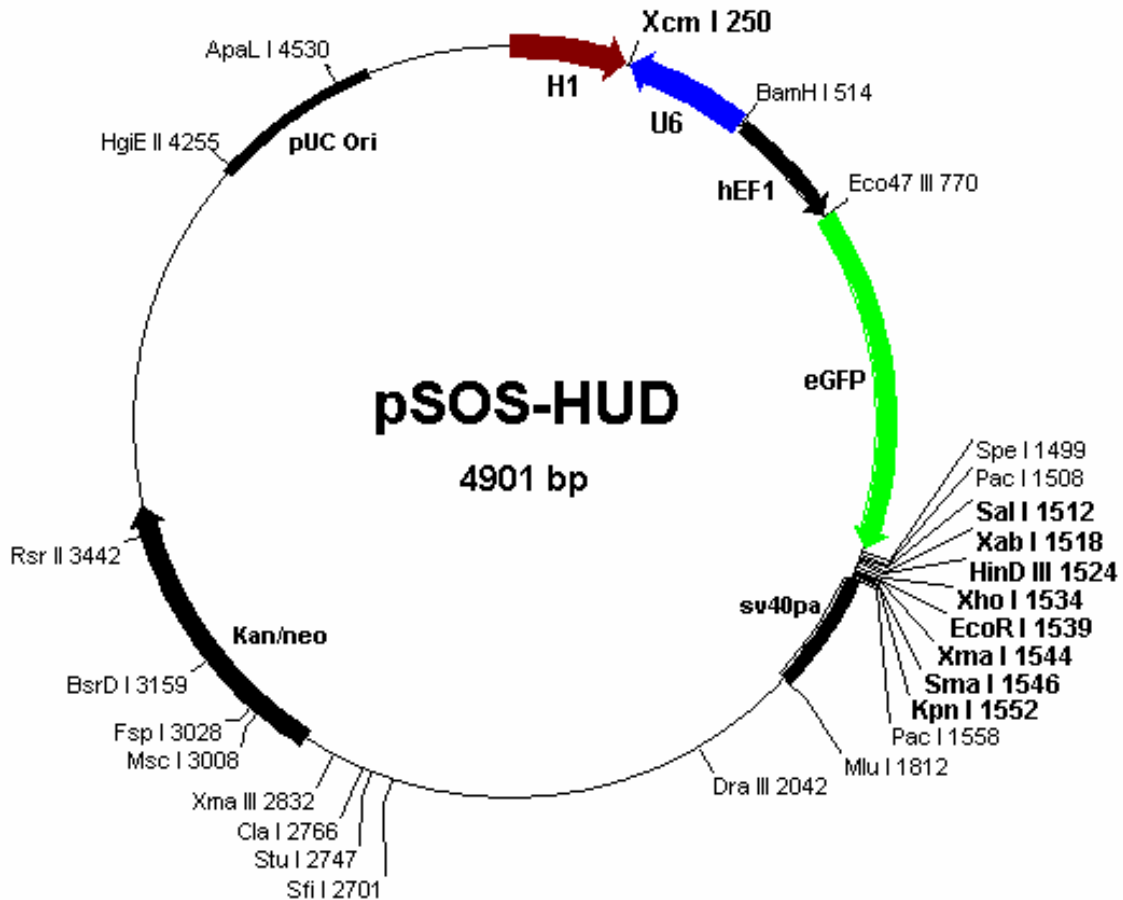 Xcm I 250
ApaL I 4530
H1
BamH I 514
U6
pUC Ori
HgiE II 4255
hEF1
Eco47 III 770
eGFP
pSOS-HUD
4901 bp
Spe I 1499
Pac I 1508
Sal I 1512
Xab I 1518
HinD III 1524
Xho I 1534
EcoR I 1539
Xma I 1544
Sma I 1546
Kpn I 1552
Pac I 1558
Mlu I 1812
sv40pa
Dra III 2042
Rsr II 3442
Kan/neo
BsrD I 3159
Fsp I 3028
Msc I 3008
Xma III 2832
Cla I 2766
Stu I 2747
Sfi I 2701